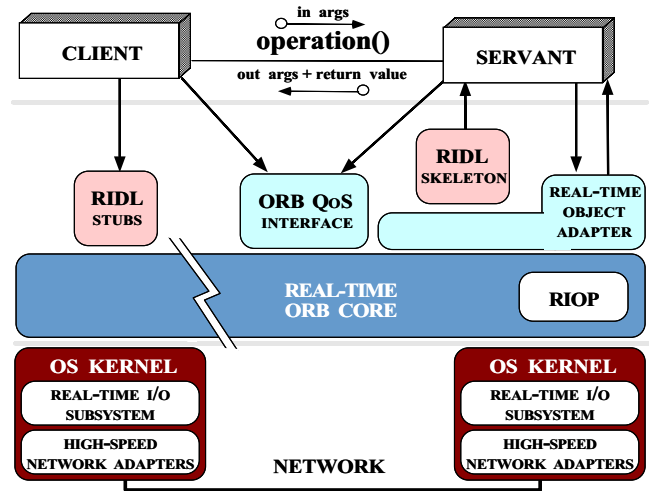 in args
operation()
out args + return value
CLIENT
SERVANT
RIDL
STUBS
ORB QoS
INTERFACE
RIDL
SKELETON
REAL-TIME
OBJECT
ADAPTER
REAL-TIME
ORB CORE
RIOP
OS KERNEL
REAL-TIME I/O
SUBSYSTEM
HIGH-SPEED
NETWORK ADAPTERS
NETWORK
OS KERNEL
REAL-TIME I/O
SUBSYSTEM
HIGH-SPEED
NETWORK ADAPTERS